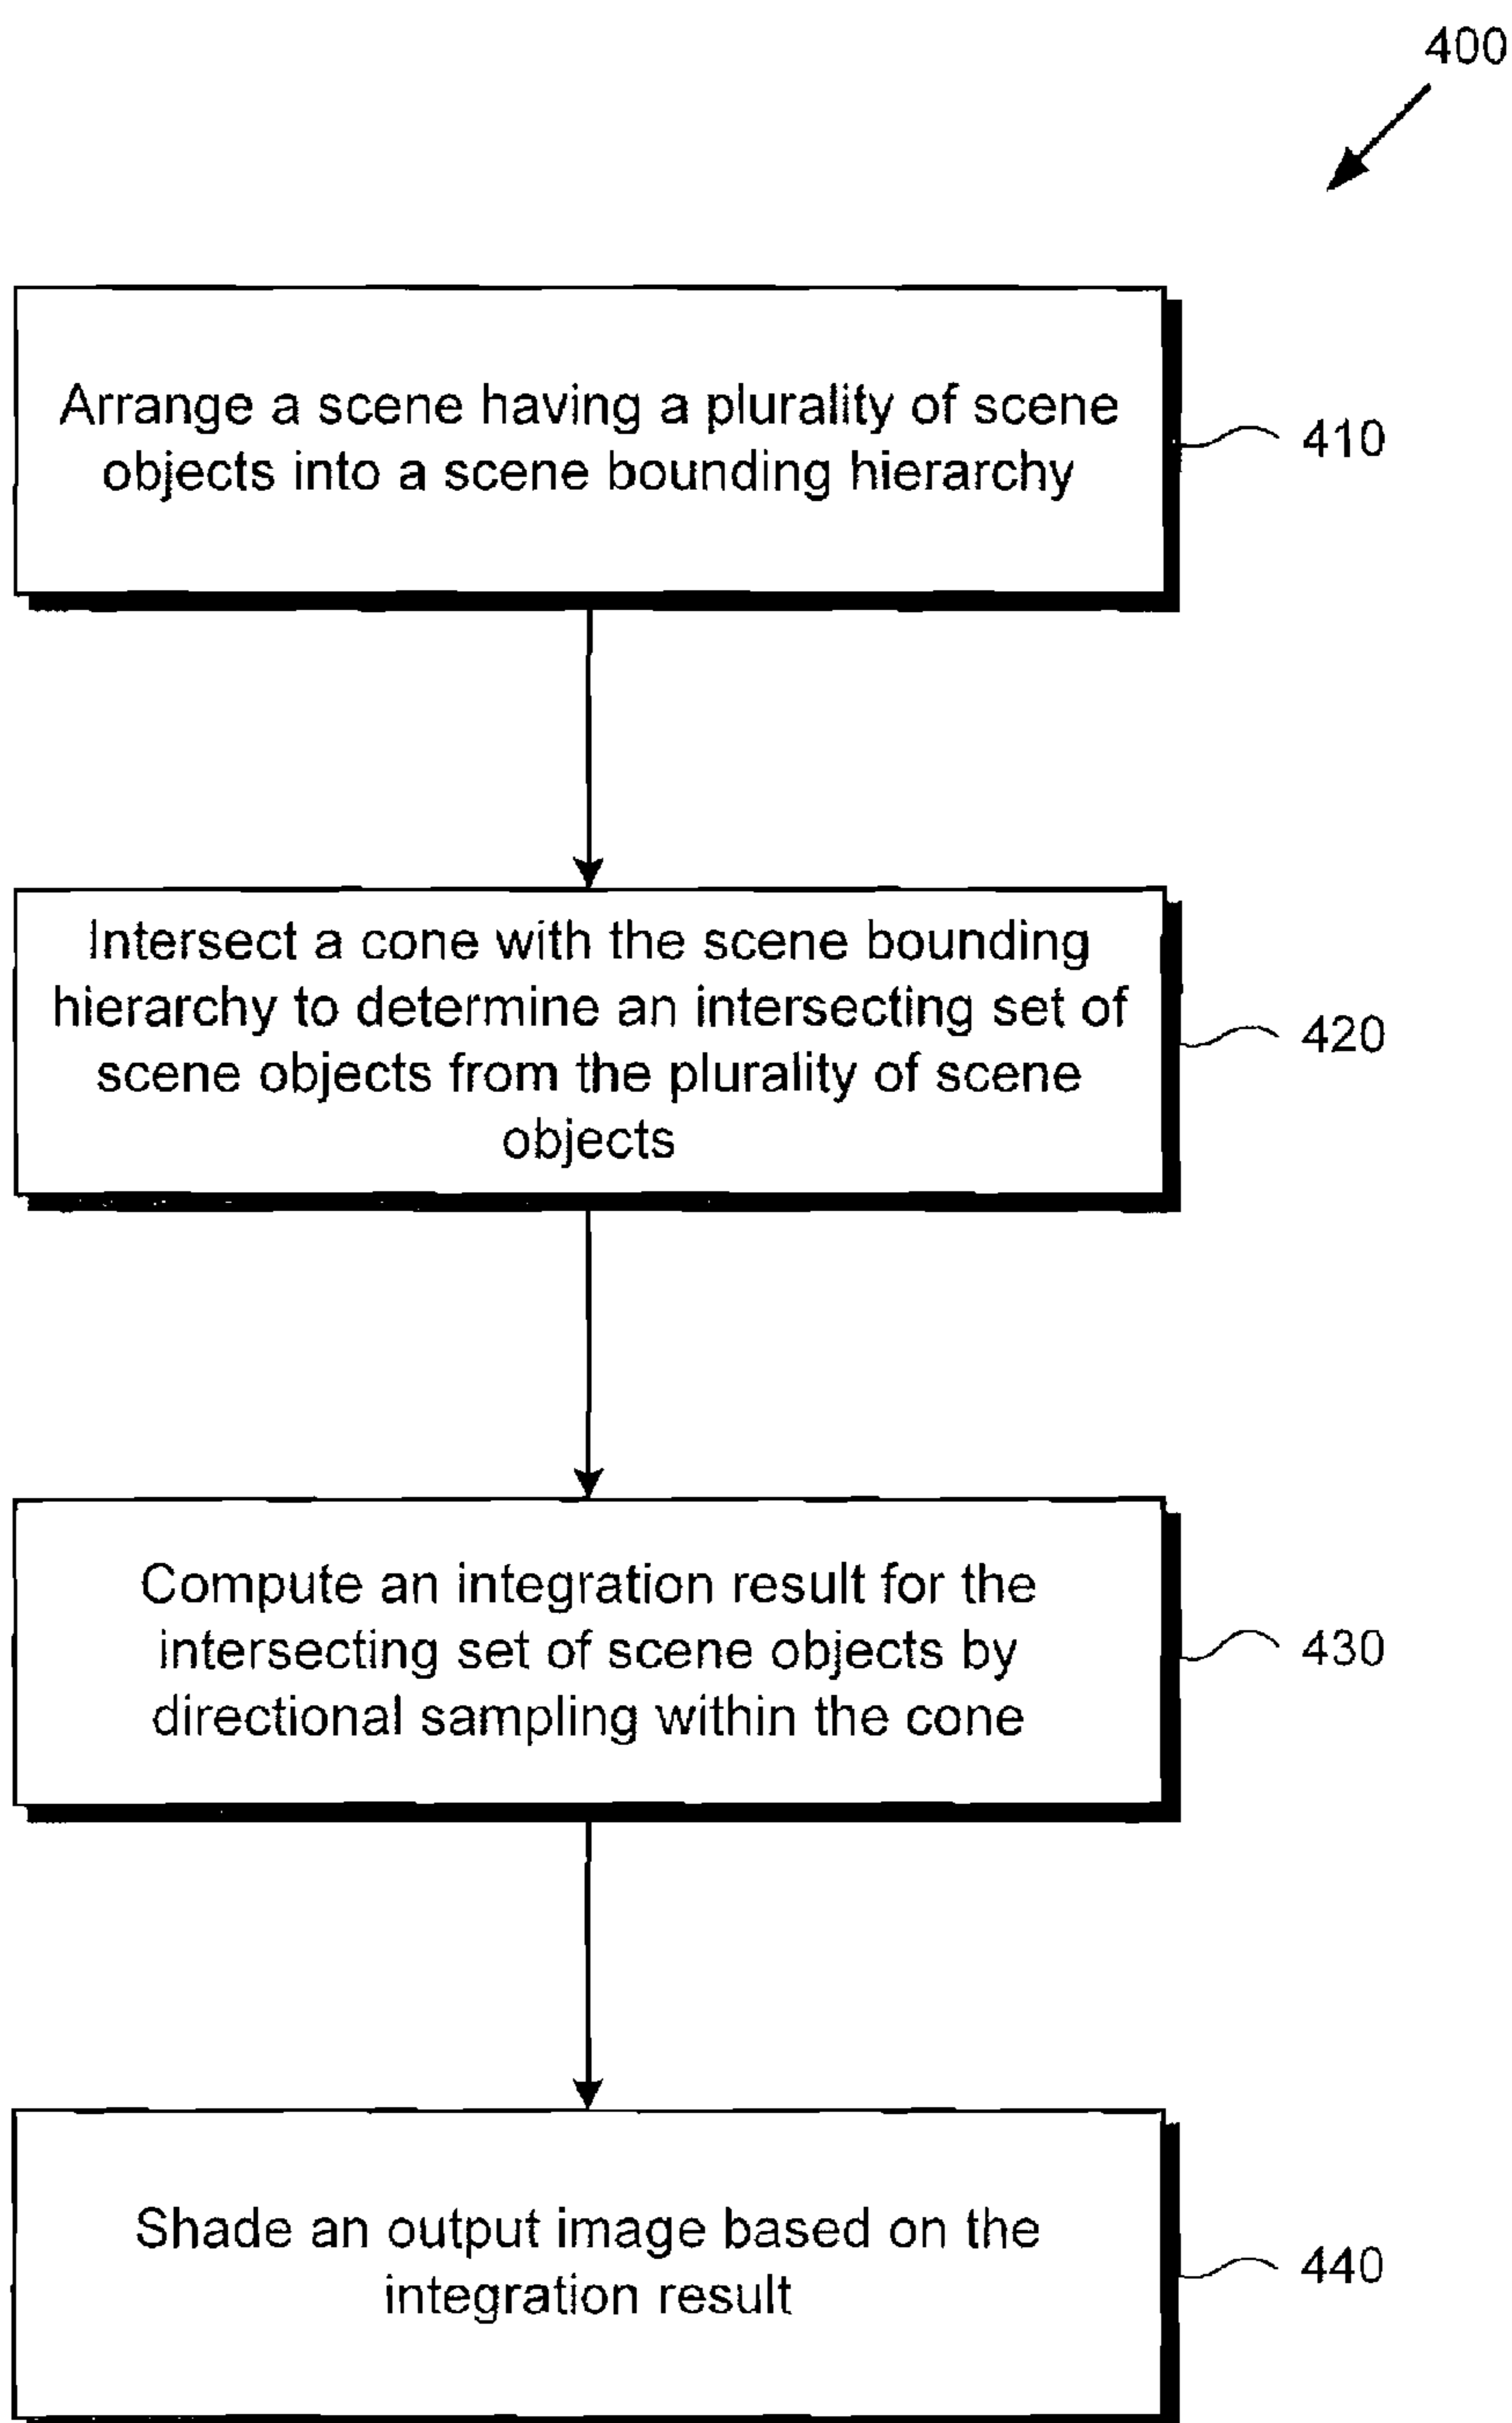 400
Arrange a scene having a plurality of scene
objects into a scene bounding hierarchy
410
Intersect a cone with the scene bounding
hierarchy to determine an intersecting set of
scene objects from the plurality of scene
objects
420
Compute an integration result for the
intersecting set of scene objects by
directional sampling within the cone
430
Shade an output image based on the
integration result
440